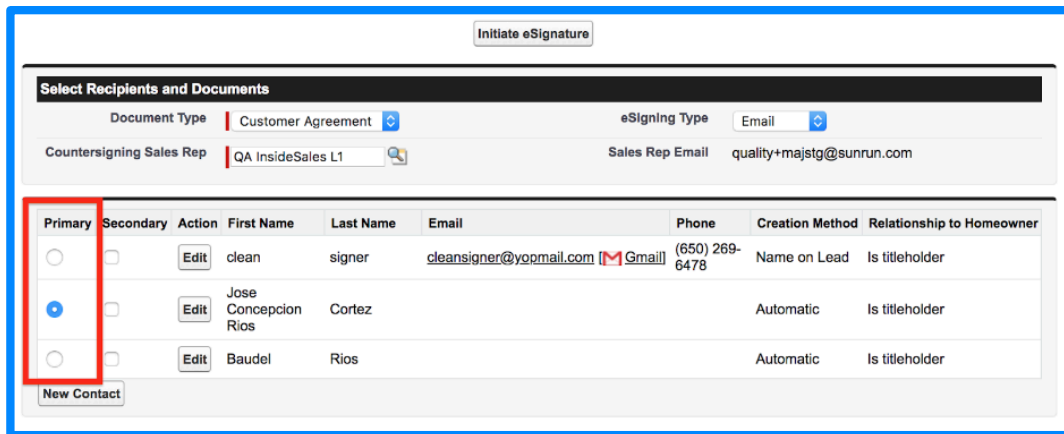 Initiate eSignature
Select Recipients and Documents
Document Type Customer Agreement eSigning Type Email
Countersigning Sales Rep QA InsideSales L1 Sales Rep Email quality+majstg@sunrun.com
Primary Secondary Action First Name Last Name Email Phone Creation Method Relationship to Homeowner
Edit clean signer cleansigner@yopmail.com [Gmail] (650) 269-6478 Name on Lead Is titleholder
Edit Jose Concepcion Rios Cortez Automatic Is titleholder
Edit Baudel Rios Automatic Is titleholder
New Contact